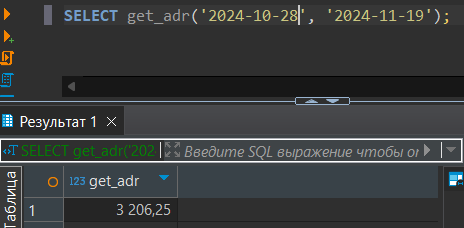 SELECT get_adr('2024-10-28', '2024-11-19');
Результат 1
SELECT get_adr('202
Введите SQL выражение чтобы от
Таблица
123 get_adr
1
3 206,25